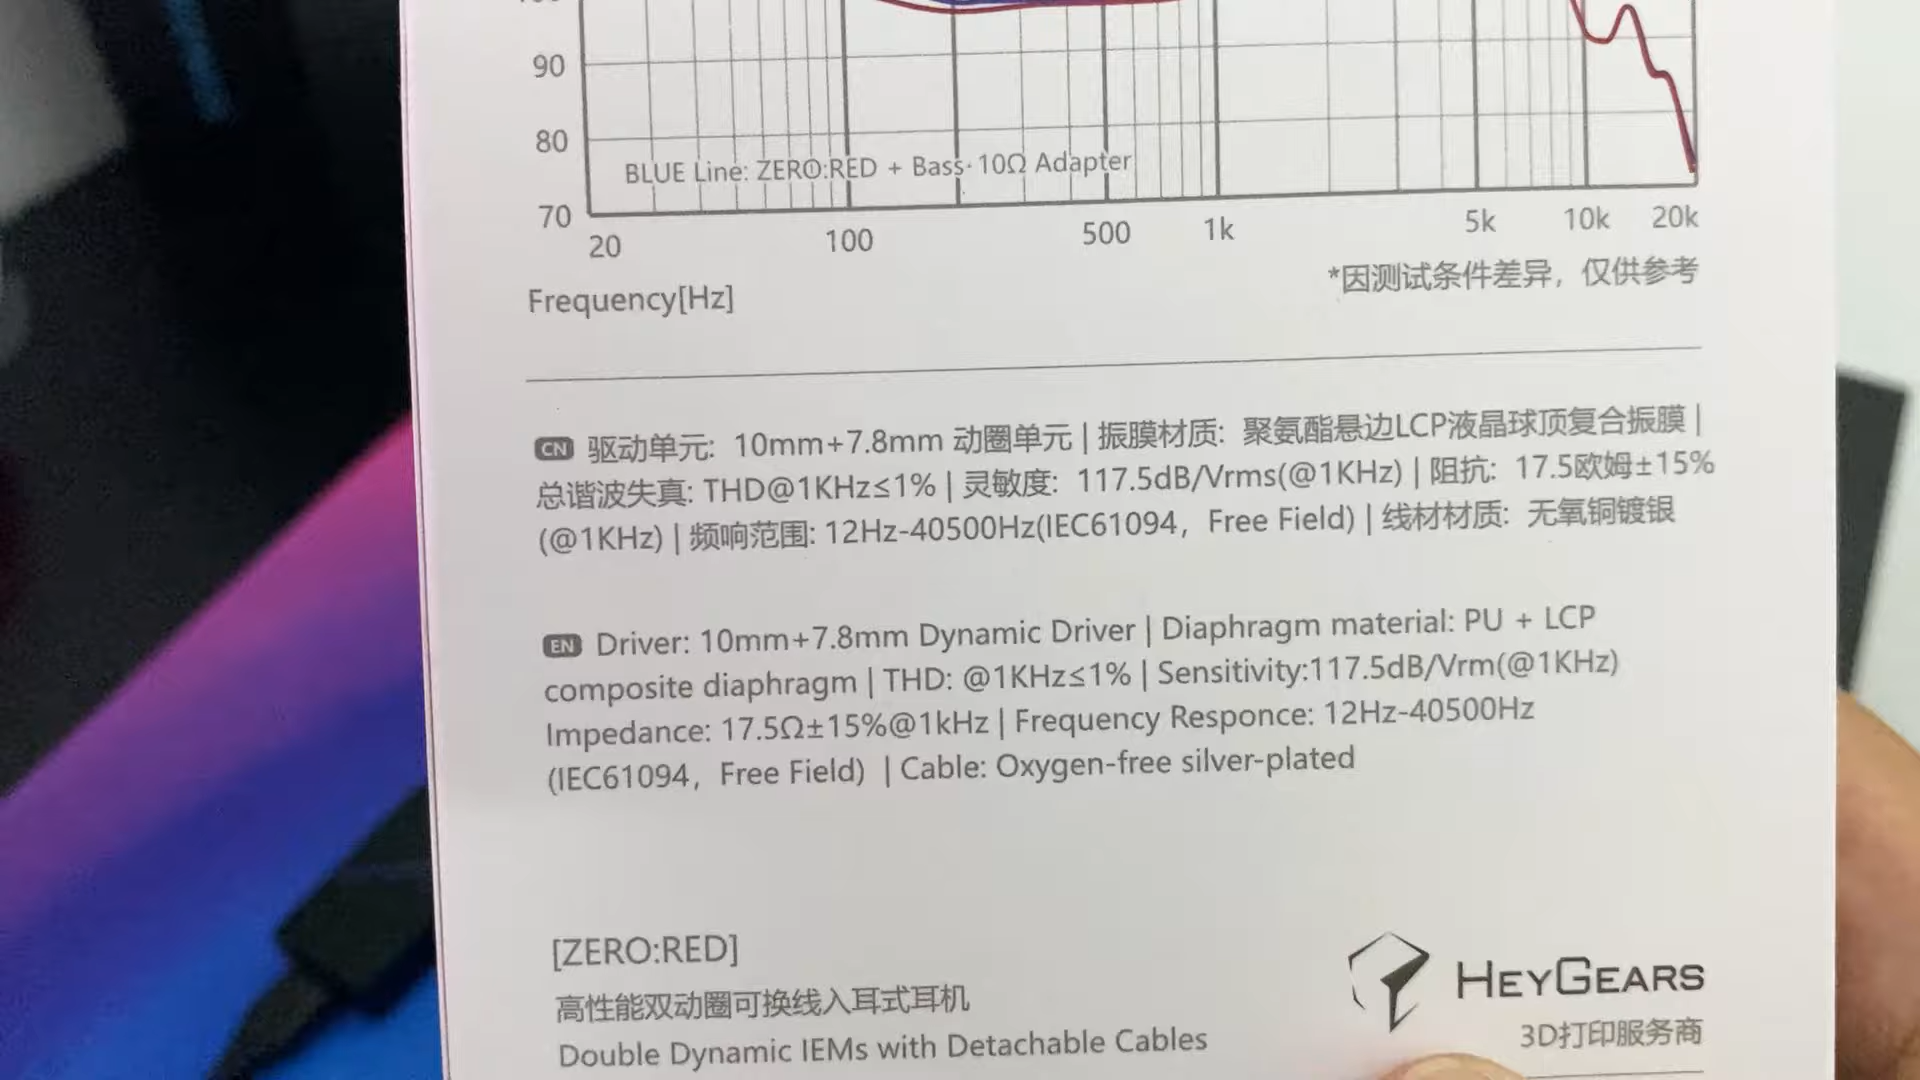 90
80
BLUE Line: ZERO:RED + Bass· 10Ω Adapter
70
20 100 500 1k 5k 10k 20k
*因测试条件差异，仅供参考
Frequency[Hz]
CN 驱动单元: 10mm+7.8mm 动圈单元 | 振膜材质: 聚氨酯悬边LCP液晶球顶复合振膜 |
总谐波失真: THD@1KHz≤1% | 灵敏度: 117.5dB/Vrms(@1KHz) | 阻抗: 17.5欧姆±15%
(@1KHz) | 频响范围: 12Hz-40500Hz(IEC61094, Free Field) | 线材材质: 无氧铜镀银
EN Driver: 10mm+7.8mm Dynamic Driver | Diaphragm material: PU + LCP
composite diaphragm | THD: @1KHz≤1% | Sensitivity:117.5dB/Vrm(@1KHz)
Impedance: 17.5Ω±15%@1kHz | Frequency Responce: 12Hz-40500Hz
(IEC61094, Free Field) | Cable: Oxygen-free silver-plated
[ZERO:RED]
高性能双动圈可换线入耳式耳机
Double Dynamic IEMs with Detachable Cables
HEYGEARS
3D打印服务商